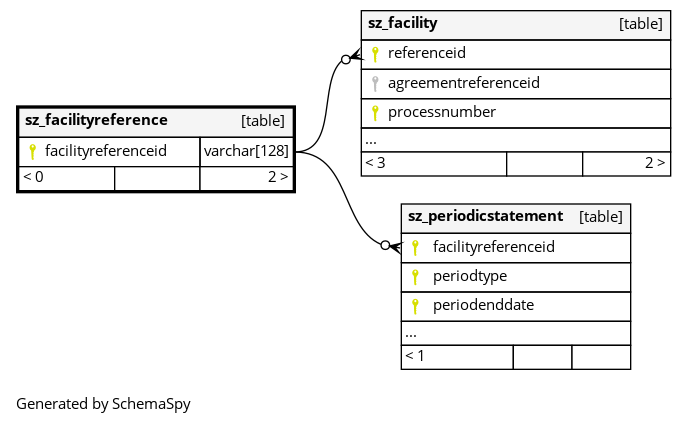 sz_facilityreference [table]
facilityreferenceid varchar[128]
< 0 2 >
sz_facility [table]
referenceid
agreementreferenceid
processnumber
...
< 3 2 >
sz_periodicstatement [table]
facilityreferenceid
periodtype
periodenddate
...
< 1
Generated by SchemaSpy